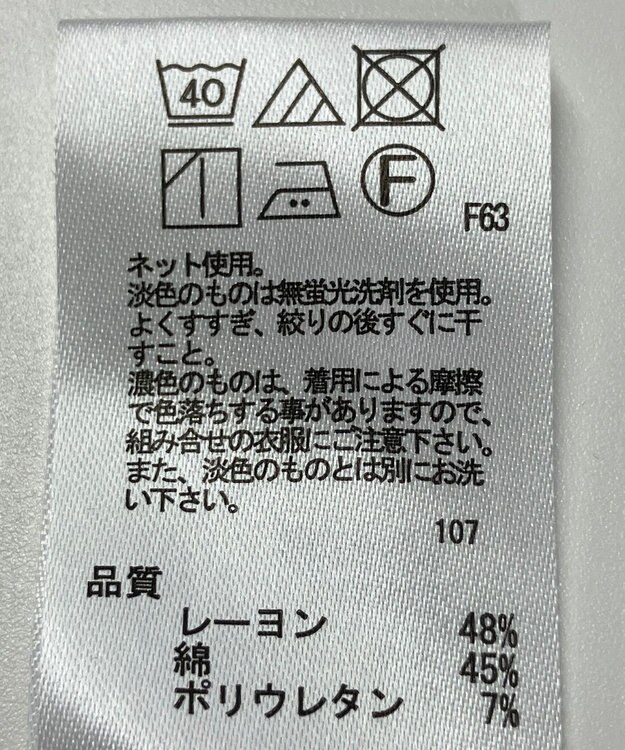 40
F
F63
ネット使用。
淡色のものは無蛍光洗剤を使用。
よくすすぎ、絞りの後すぐに干
すこと。
濃色のものは、着用による摩擦
で色落ちする事がありますので、
組み合せの衣服にご注意下さい。
また、淡色のものとは別にお洗
い下さい。
107
品質
レーヨン 48%
綿 45%
ポリウレタン 7%